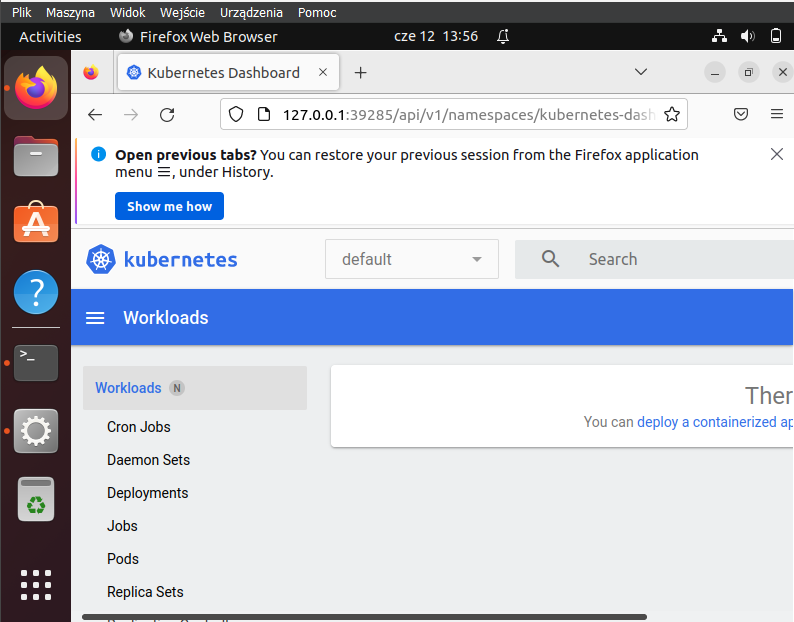 Plik Maszyna Widok Wejście Urządzenia Pomoc
Activities Firefox Web Browser cze 12 13:56
Kubernetes Dashboard
127.0.0.1:39285/api/v1/namespaces/kubernetes-dash
Open previous tabs? You can restore your previous session from the Firefox application
menu ☰, under History.
Show me how
kubernetes default Search
Workloads
Workloads N
Ther
You can deploy a containerized ap
Cron Jobs
Daemon Sets
Deployments
Jobs
Pods
Replica Sets